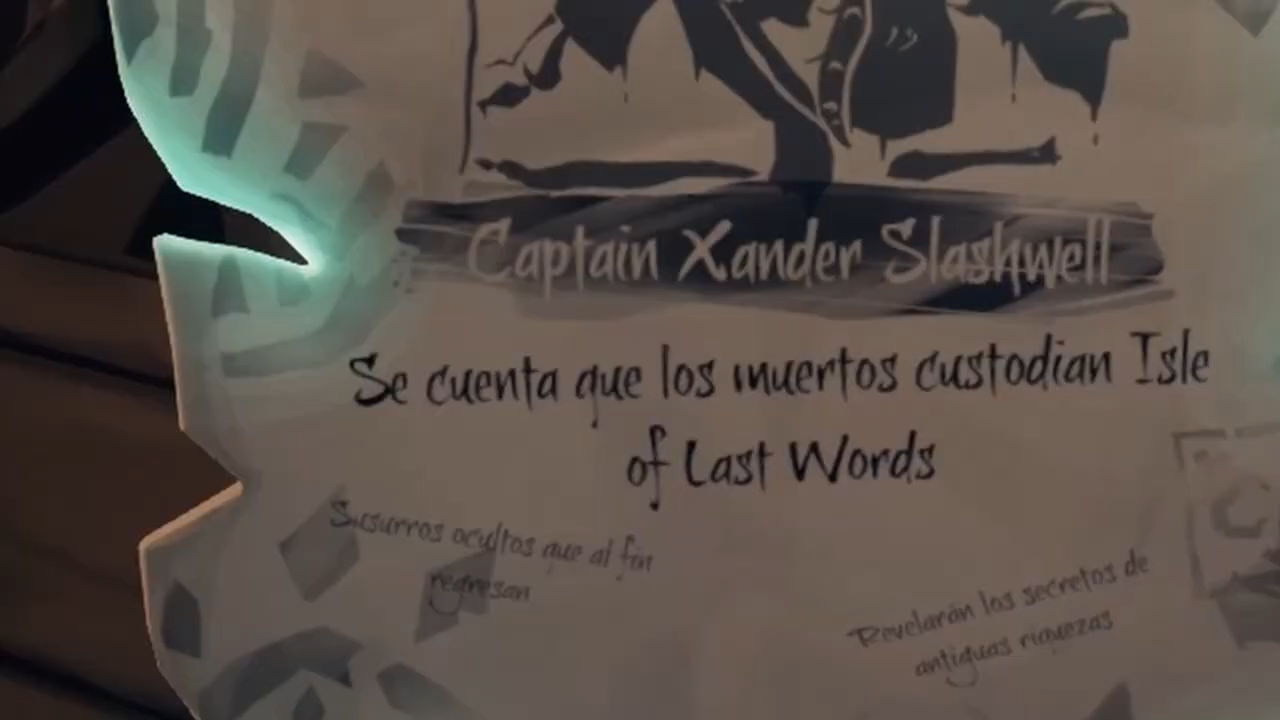 Captain Xander Slashwell
Se cuenta que los muertos custodian Isle
of Last Words
Susurros ocultos que al fin
regresan
Revelarán los secretos de
antiguas riquezas